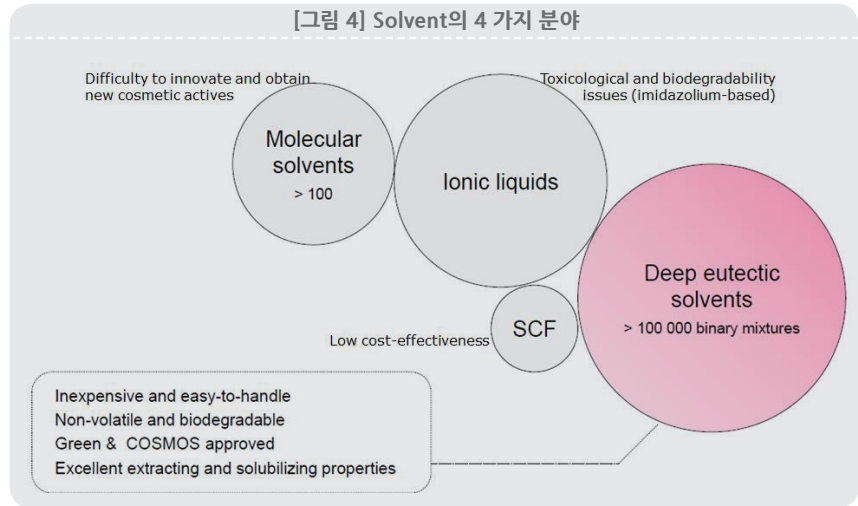 [그림 4] Solvent의 4 가지 분야
Difficulty to innovate and obtain
new cosmetic actives
Toxicological and biodegradability
issues (imidazolium-based)
Molecular
solvents
> 100
Ionic liquids
Deep eutectic
solvents
> 100 000 binary mixtures
SCF
Low cost-effectiveness
Inexpensive and easy-to-handle
Non-volatile and biodegradable
Green & COSMOS approved
Excellent extracting and solubilizing properties